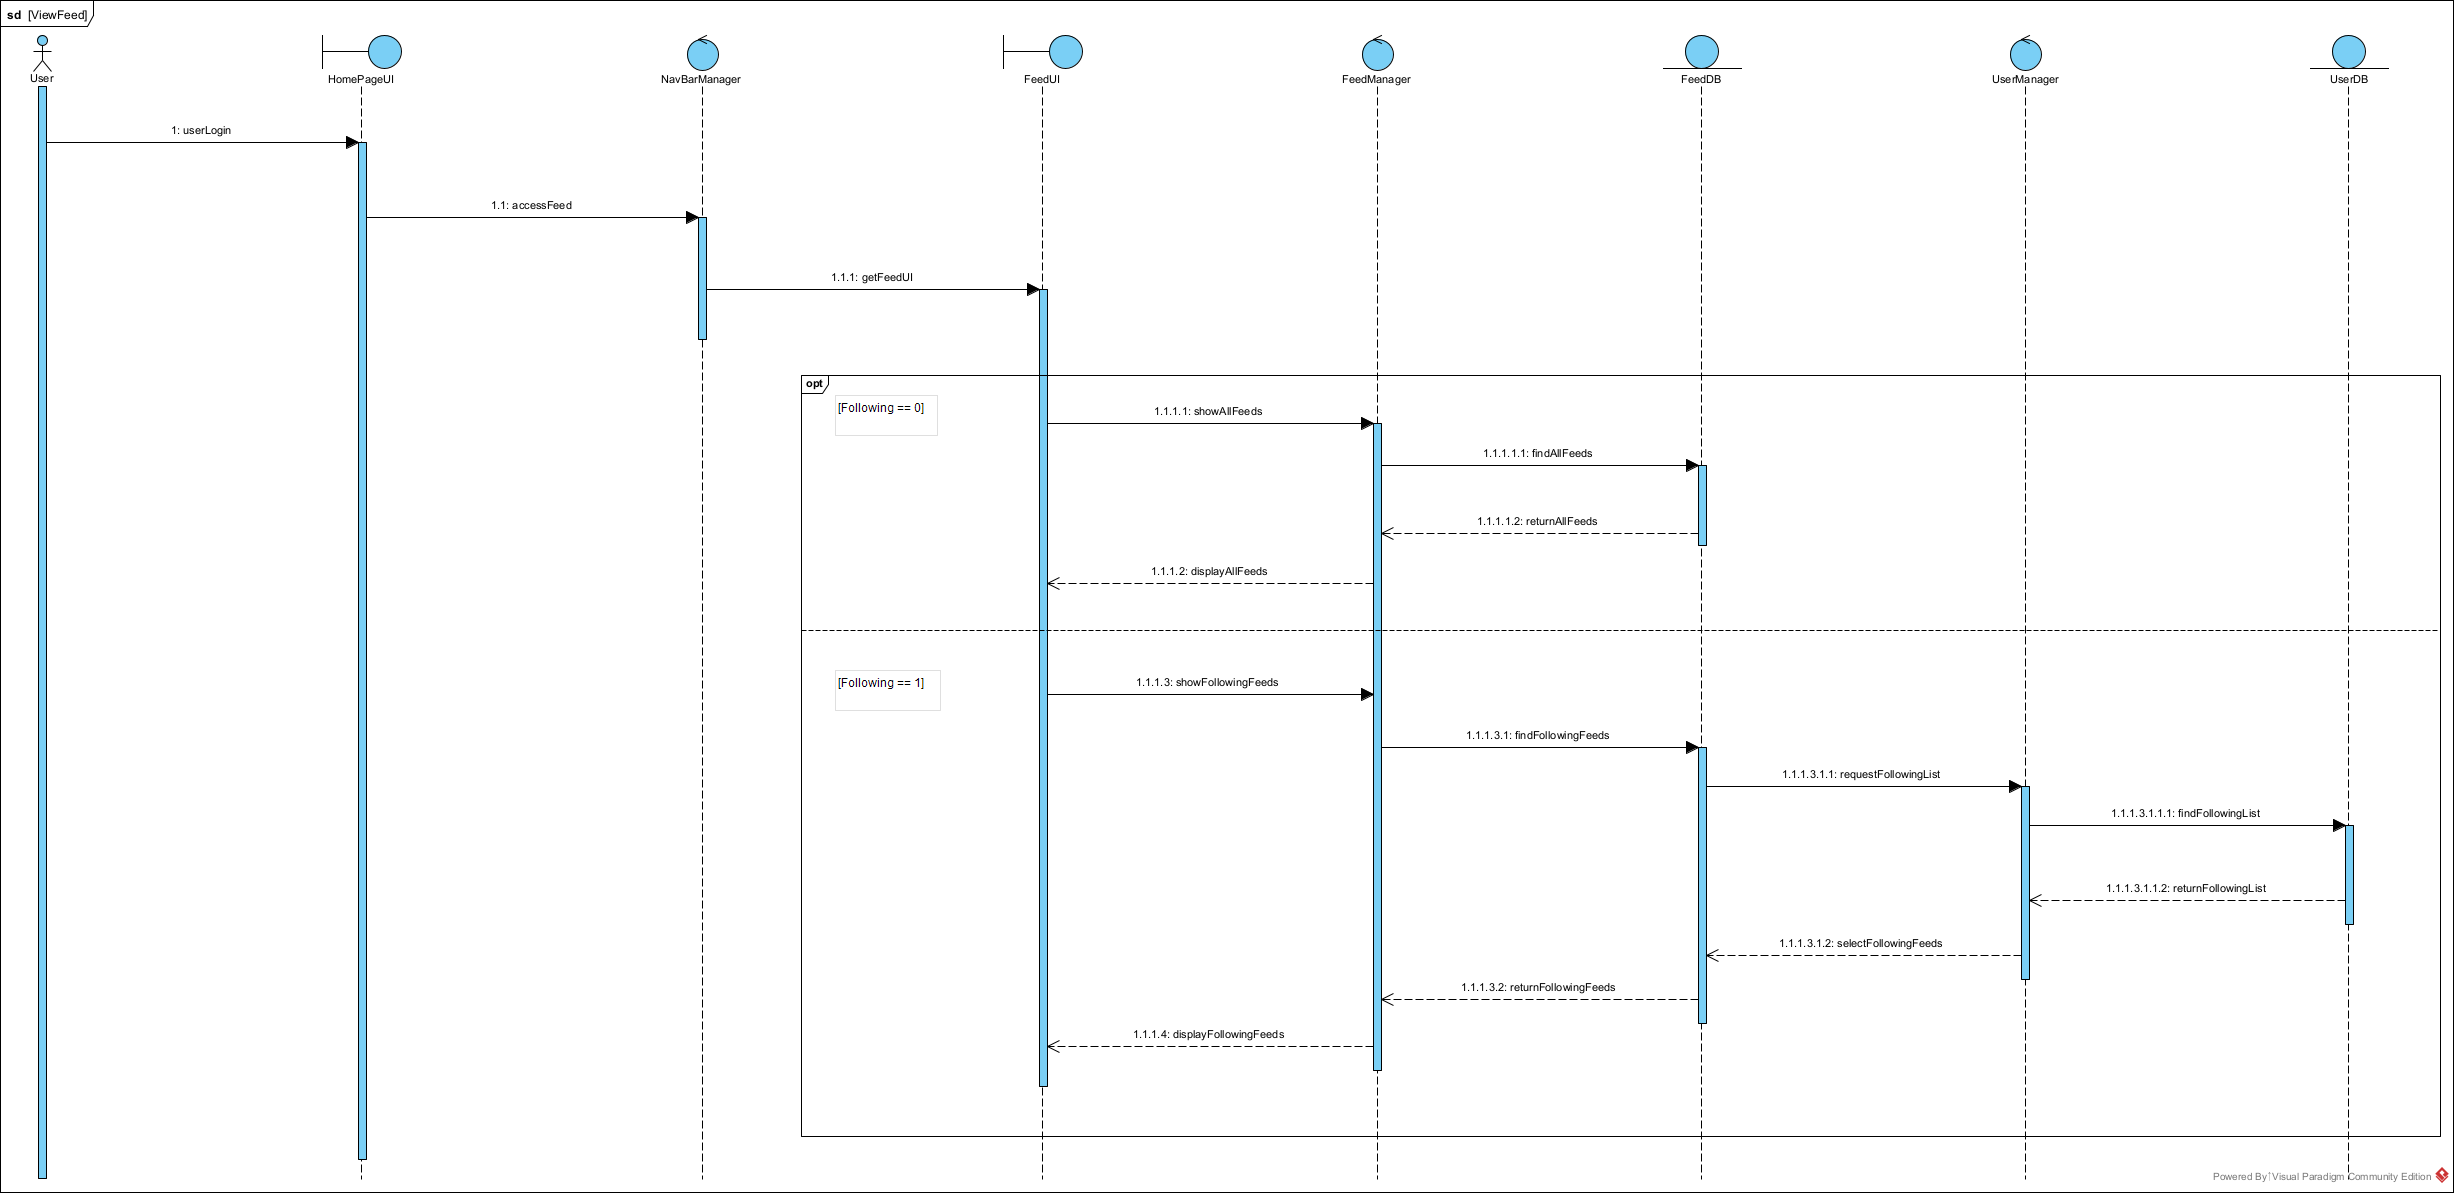 sd [ViewFeed]
User
HomePageUI
NavBarManager
FeedUI
FeedManager
FeedDB
UserManager
UserDB
1: userLogin
1.1: accessFeed
1.1.1: getFeedUI
opt
[Following == 0]
1.1.1.1: showAllFeeds
1.1.1.1.1: findAllFeeds
1.1.1.1.2: returnAllFeeds
1.1.1.2: displayAllFeeds
[Following == 1]
1.1.1.3: showFollowingFeeds
1.1.1.3.1: findFollowingFeeds
1.1.1.3.1.1: requestFollowingList
1.1.1.3.1.1.1: findFollowingList
1.1.1.3.1.1.2: returnFollowingList
1.1.1.3.1.2: selectFollowingFeeds
1.1.1.3.2: returnFollowingFeeds
1.1.1.4: displayFollowingFeeds
Powered By Visual Paradigm Community Edition